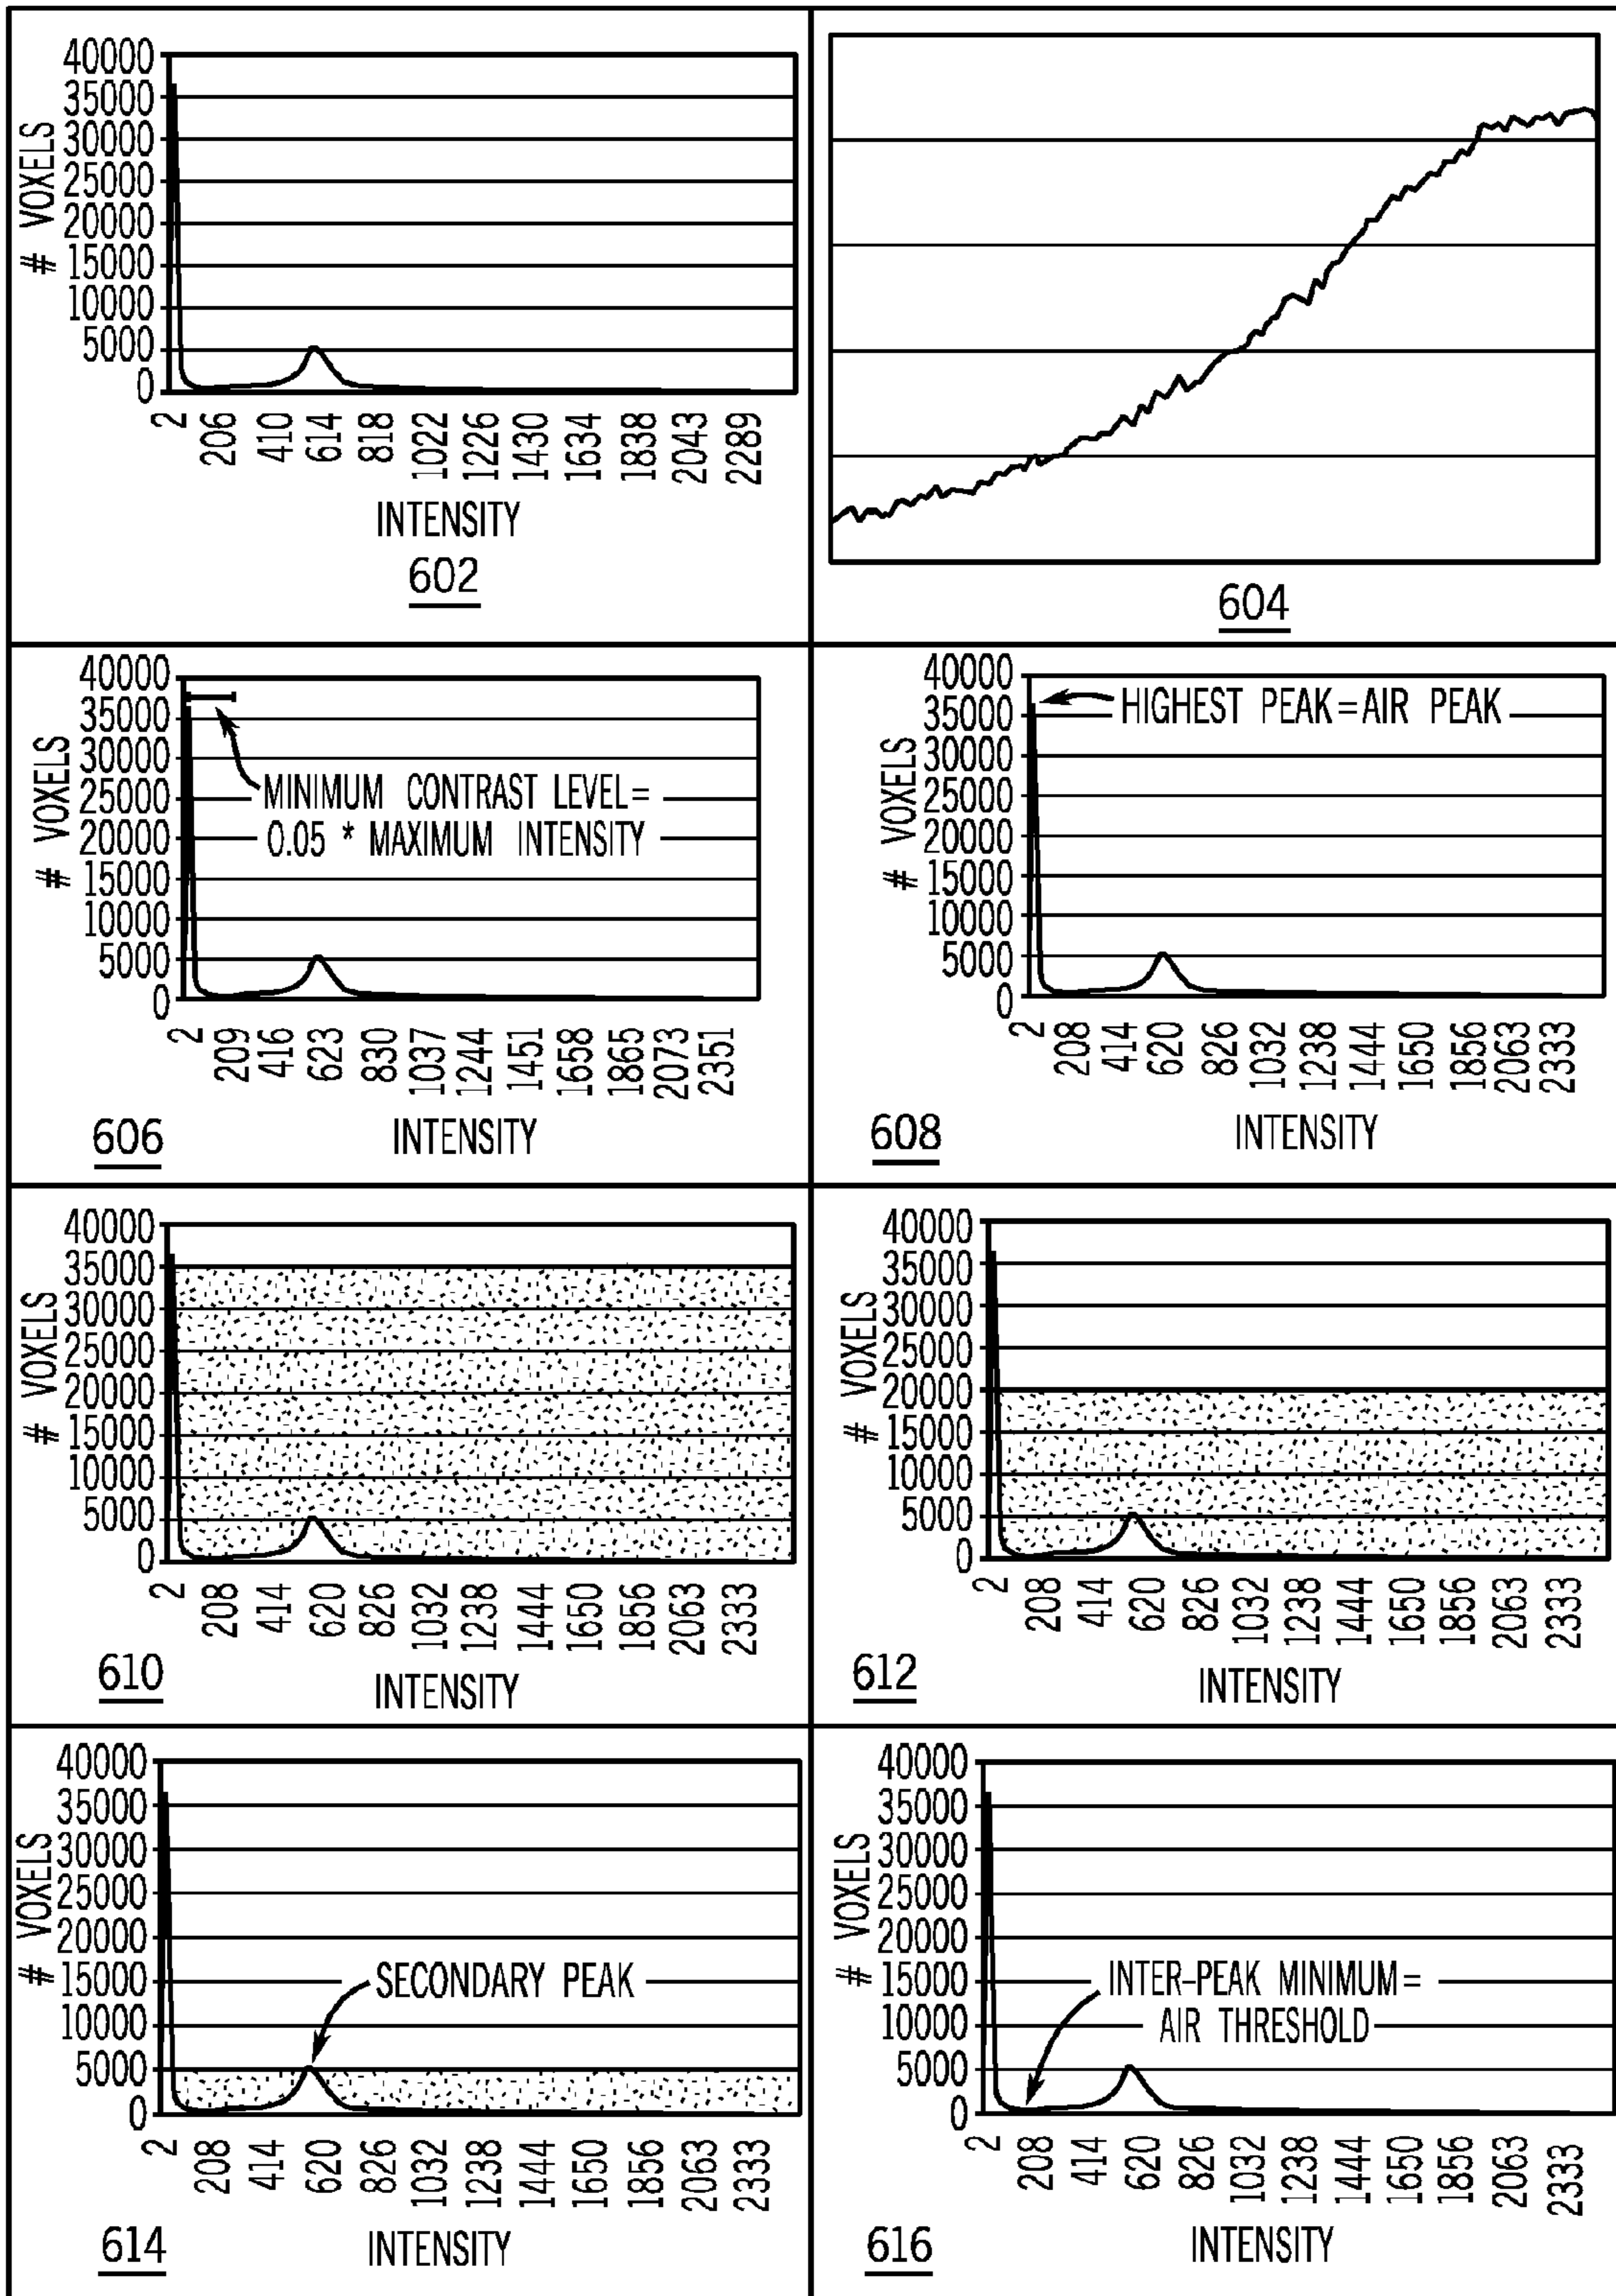 40000
35000
30000
25000
20000
15000
10000
5000
0
# VOXELS
2 206 410 614 818 1022 1226 1430 1634 1838 2043 2289
INTENSITY
602
604
40000
35000
30000
25000
20000
15000
10000
5000
0
# VOXELS
MINIMUM CONTRAST LEVEL=
0.05 * MAXIMUM INTENSITY
2 209 416 623 830 1037 1244 1451 1658 1865 2073 2351
INTENSITY
606
40000
35000
30000
25000
20000
15000
10000
5000
0
# VOXELS
HIGHEST PEAK=AIR PEAK
2 208 414 620 826 1032 1238 1444 1650 1856 2063 2333
INTENSITY
608
40000
35000
30000
25000
20000
15000
10000
5000
0
# VOXELS
2 208 414 620 826 1032 1238 1444 1650 1856 2063 2333
INTENSITY
610
40000
35000
30000
25000
20000
15000
10000
5000
0
# VOXELS
2 208 414 620 826 1032 1238 1444 1650 1856 2063 2333
INTENSITY
612
40000
35000
30000
25000
20000
15000
10000
5000
0
# VOXELS
SECONDARY PEAK
2 208 414 620 826 1032 1238 1444 1650 1856 2063 2333
INTENSITY
614
40000
35000
30000
25000
20000
15000
10000
5000
0
# VOXELS
INTER-PEAK MINIMUM=
AIR THRESHOLD
2 208 414 620 826 1032 1238 1444 1650 1856 2063 2333
INTENSITY
616